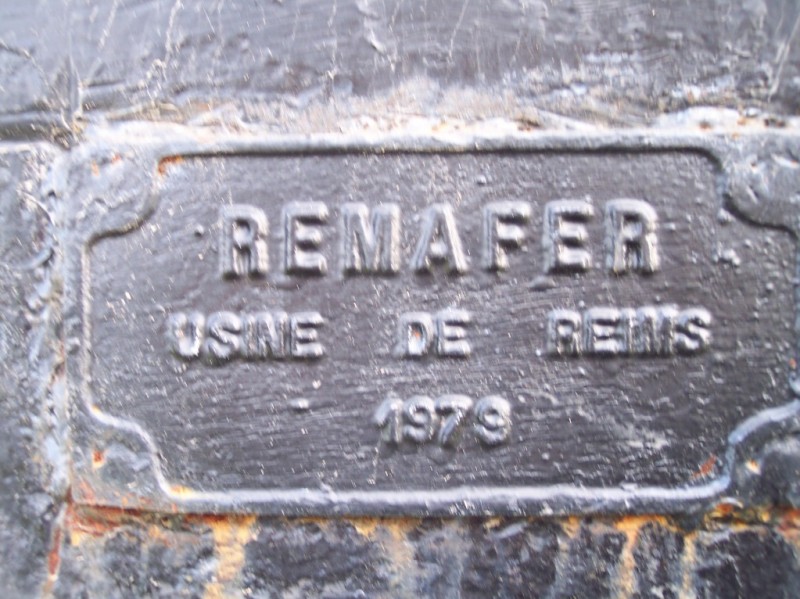 REMAFER
USINE DE REIMS
1979